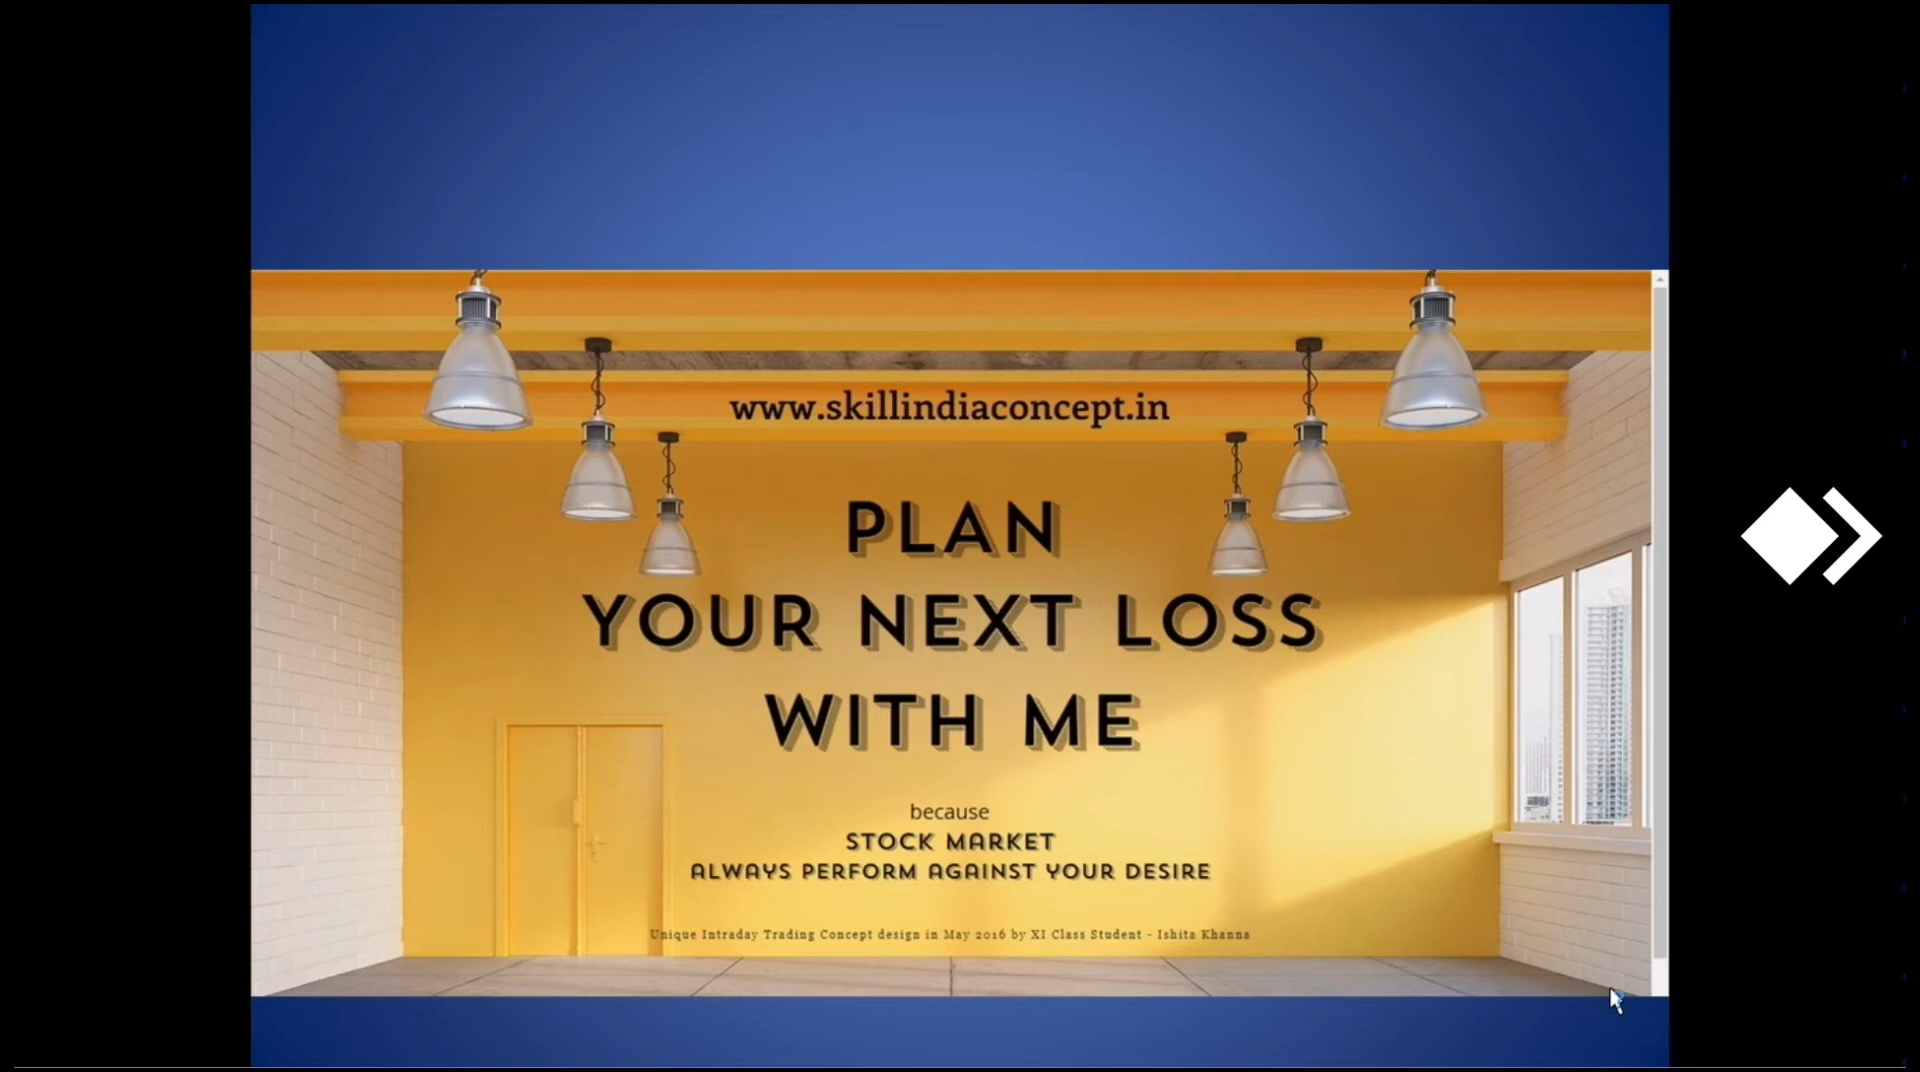 www.skillindiaconcept.in
PLAN
YOUR NEXT LOSS
WITH ME
because
STOCK MARKET
ALWAYS PERFORM AGAINST YOUR DESIRE
Unique Intraday Trading Concept design in May 2016 by XI Class Student - Ishita Khanna